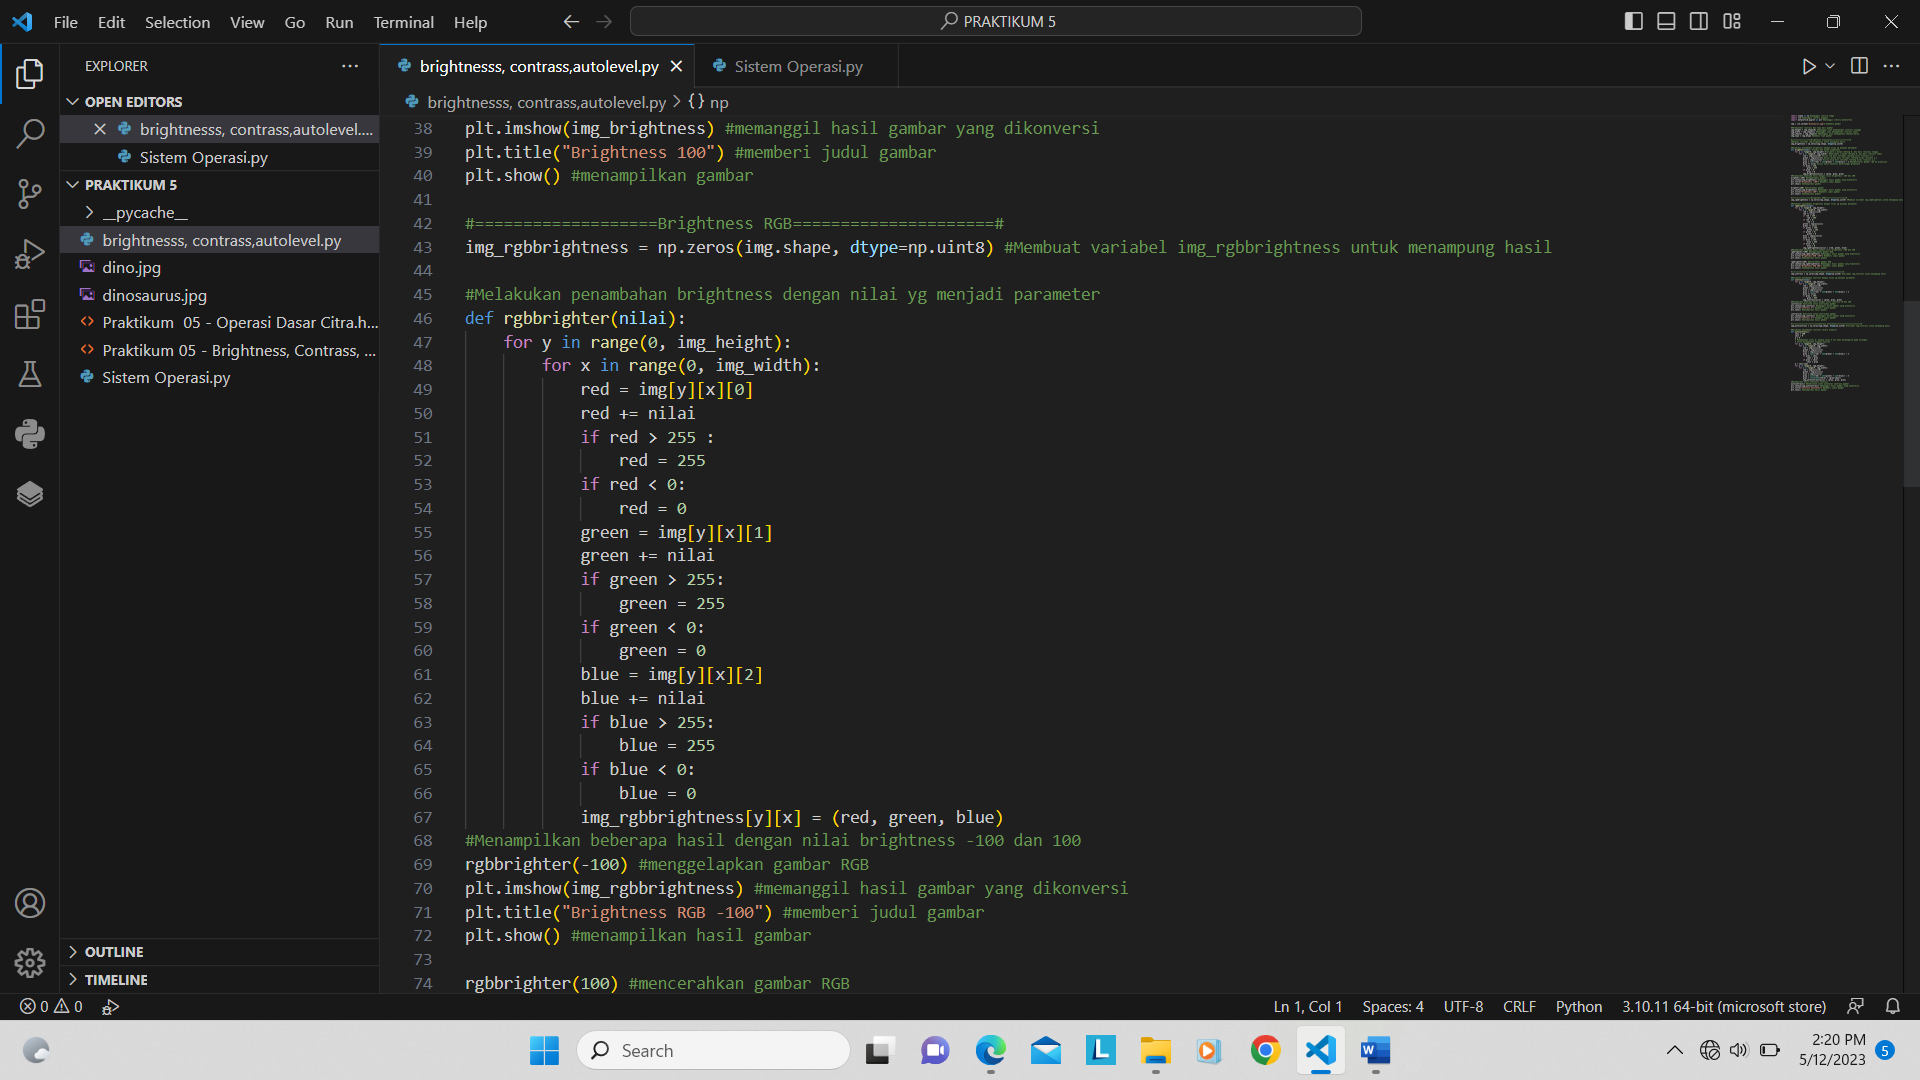 File Edit Selection View Go Run Terminal Help
PRAKTIKUM 5
EXPLORER
OPEN EDITORS
brightnesss, contrass,autolevel....
Sistem Operasi.py
PRAKTIKUM 5
__pycache__
brightnesss, contrass,autolevel.py
dino.jpg
dinosaurus.jpg
Praktikum 05 - Operasi Dasar Citra.h...
Praktikum 05 - Brightness, Contrass, ...
Sistem Operasi.py
OUTLINE
TIMELINE
brightnesss, contrass,autolevel.py
Sistem Operasi.py
brightnesss, contrass,autolevel.py > {} np
38 plt.imshow(img_brightness) #memanggil hasil gambar yang dikonversi
39 plt.title("Brightness 100") #memberi judul gambar
40 plt.show() #menampilkan gambar
41
42 #===================Brightness RGB=====================#
43 img_rgbbrightness = np.zeros(img.shape, dtype=np.uint8) #Membuat variabel img_rgbbrightness untuk menampung hasil
44
45 #Melakukan penambahan brightness dengan nilai yg menjadi parameter
46 def rgbbrighter(nilai):
47     for y in range(0, img_height):
48         for x in range(0, img_width):
49             red = img[y][x][0]
50             red += nilai
51             if red > 255 :
52                 red = 255
53             if red < 0:
54                 red = 0
55             green = img[y][x][1]
56             green += nilai
57             if green > 255:
58                 green = 255
59             if green < 0:
60                 green = 0
61             blue = img[y][x][2]
62             blue += nilai
63             if blue > 255:
64                 blue = 255
65             if blue < 0:
66                 blue = 0
67             img_rgbbrightness[y][x] = (red, green, blue)
68 #Menampilkan beberapa hasil dengan nilai brightness -100 dan 100
69 rgbbrighter(-100) #menggelapkan gambar RGB
70 plt.imshow(img_rgbbrightness) #memanggil hasil gambar yang dikonversi
71 plt.title("Brightness RGB -100") #memberi judul gambar
72 plt.show() #menampilkan hasil gambar
73
74 rgbbrighter(100) #mencerahkan gambar RGB
0 0
Ln 1, Col 1 Spaces: 4 UTF-8 CRLF Python 3.10.11 64-bit (microsoft store)
Search
L
W
2:20 PM
5/12/2023
5